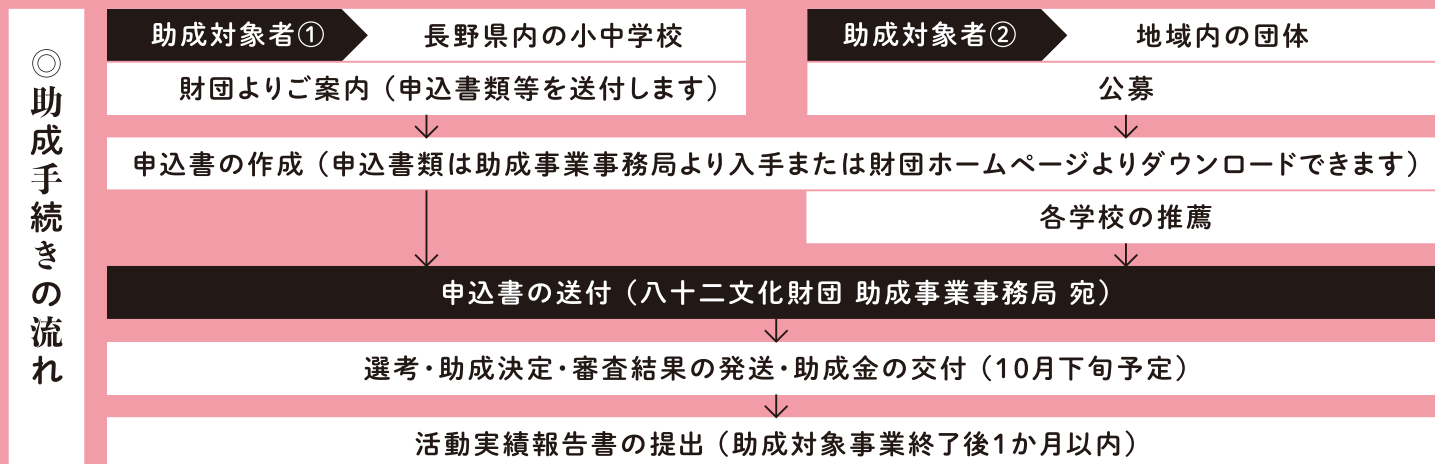 ◎助成手続きの流れ
助成対象者① 長野県内の小中学校
財団よりご案内（申込書類等を送付します）
助成対象者② 地域内の団体
公募
申込書の作成（申込書類は助成事業事務局より入手または財団ホームページよりダウンロードできます）
各学校の推薦
申込書の送付（八十二文化財団 助成事業事務局 宛）
選考・助成決定・審査結果の発送・助成金の交付（10月下旬予定）
活動実績報告書の提出（助成対象事業終了後1か月以内）